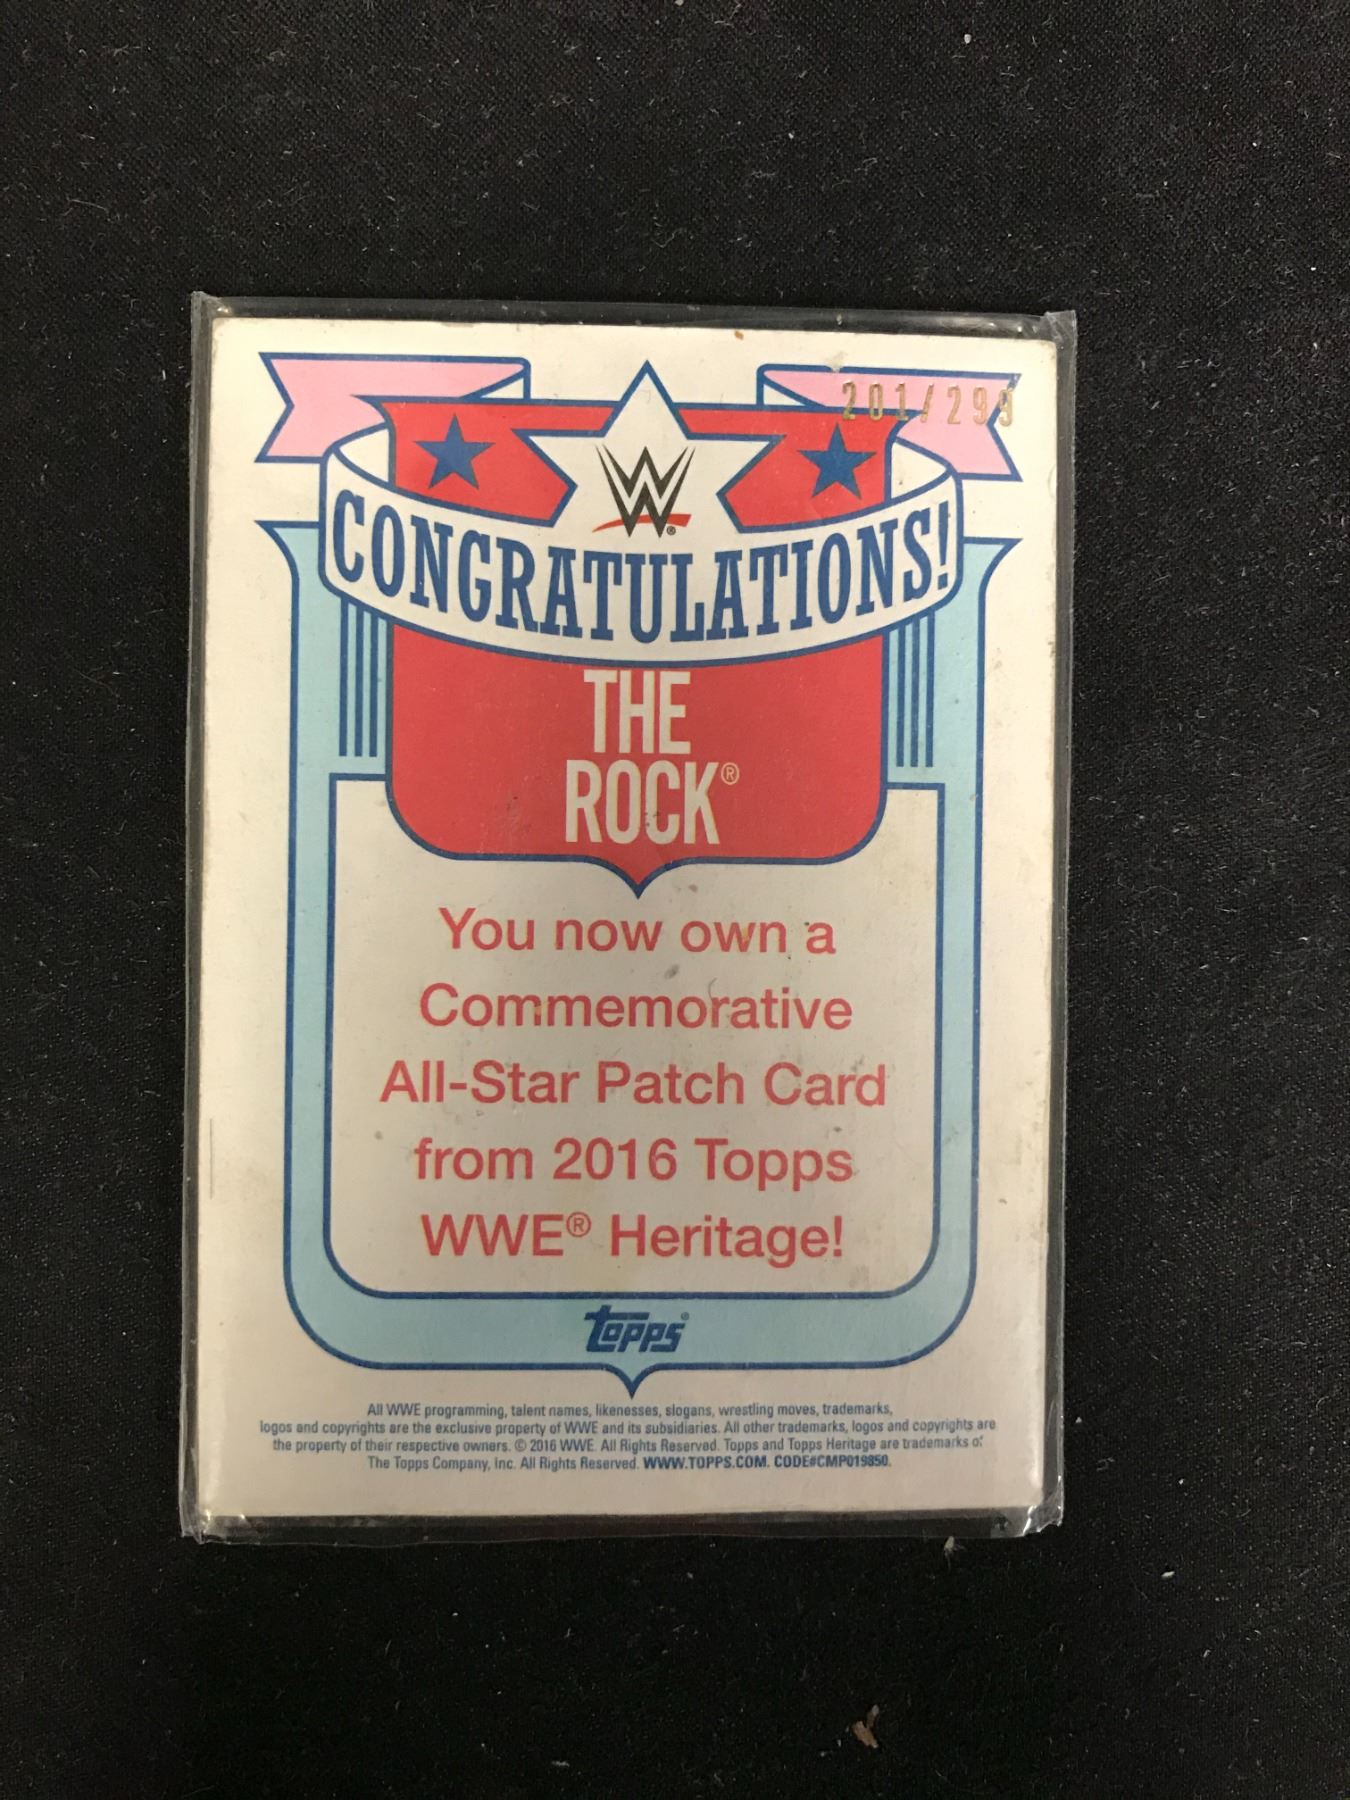 201/299
W
CONGRATULATIONS!
THE
ROCK®
You now own a
Commemorative
All-Star Patch Card
from 2016 Topps
WWE® Heritage!
topps®
All WWE programming, talent names, likenesses, slogans, wrestling moves, trademarks,
logos and copyrights are the exclusive property of WWE and its subsidiaries. All other trademarks, logos and copyrights are
the property of their respective owners. © 2016 WWE. All Rights Reserved. Topps and Topps Heritage are trademarks of
The Topps Company, Inc. All Rights Reserved. WWW.TOPPS.COM. CODE#CMP019850.